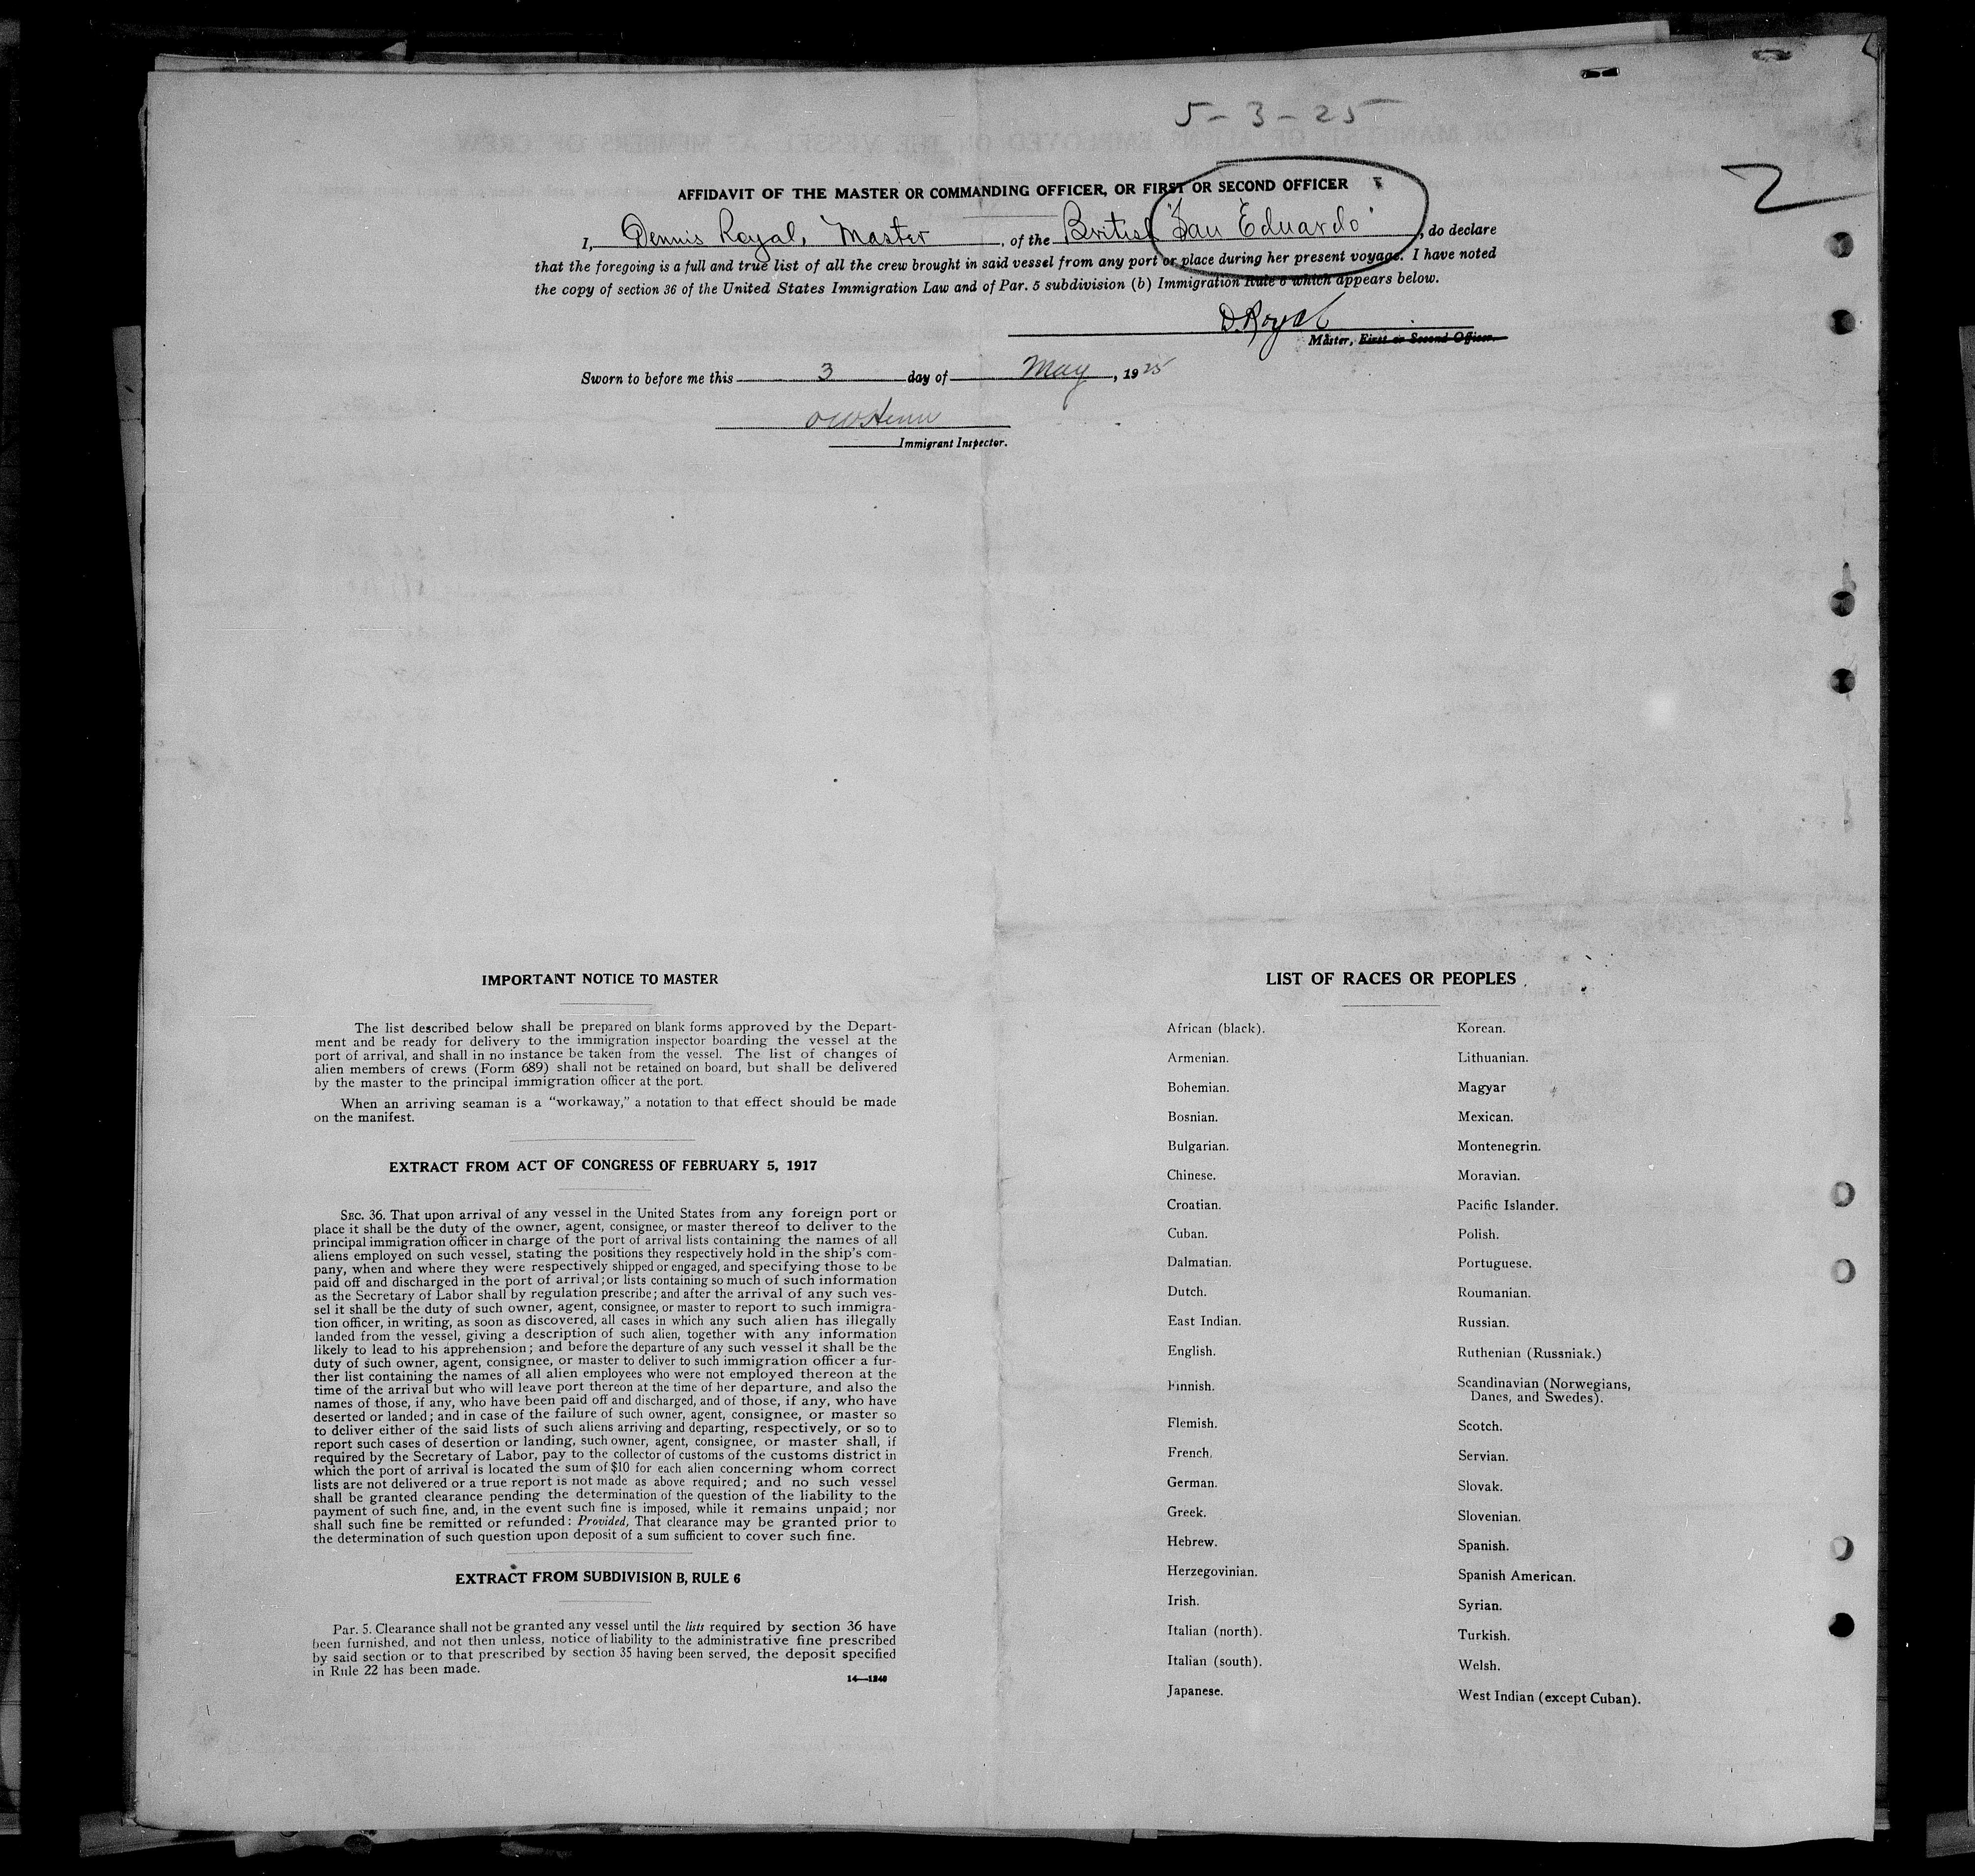 5-3-25
2
AFFIDAVIT OF THE MASTER OR COMMANDING OFFICER, OR FIRST OR SECOND OFFICER
I, Dennis Royal, Master, of the British "San Eduardo", do declare
that the foregoing is a full and true list of all the crew brought in said vessel from any port or place during her present voyage. I have noted
the copy of section 36 of the United States Immigration Law and of Par. 5 subdivision (b) Immigration Rule 6 which appears below.
D. Royal
Master, First or Second Officer.
Sworn to before me this 3 day of May, 1925
Immigrant Inspector.
IMPORTANT NOTICE TO MASTER
The list described below shall be prepared on blank forms approved by the Depart-
ment and be ready for delivery to the immigration inspector boarding the vessel at the
port of arrival, and shall in no instance be taken from the vessel. The list of changes of
alien members of crews (Form 689) shall not be retained on board, but shall be delivered
by the master to the principal immigration officer at the port.
When an arriving seaman is a "workaway," a notation to that effect should be made
on the manifest.
EXTRACT FROM ACT OF CONGRESS OF FEBRUARY 5, 1917
SEC. 36. That upon arrival of any vessel in the United States from any foreign port or
place it shall be the duty of the owner, agent, consignee, or master thereof to deliver to the
principal immigration officer in charge of the port of arrival lists containing the names of all
aliens employed on such vessel, stating the positions they respectively hold in the ship's com-
pany, when and where they were respectively shipped or engaged, and specifying those to be
paid off and discharged in the port of arrival; or lists containing so much of such information
as the Secretary of Labor shall by regulation prescribe; and after the arrival of any such ves-
sel it shall be the duty of such owner, agent, consignee, or master to report to such immigra-
tion officer, in writing, as soon as discovered, all cases in which any such alien has illegally
landed from the vessel, giving a description of such alien, together with any information
likely to lead to his apprehension; and before the departure of any such vessel it shall be the
duty of such owner, agent, consignee, or master to deliver to such immigration officer a fur-
ther list containing the names of all alien employees who were not employed thereon at the
time of the arrival but who will leave port thereon at the time of her departure, and also the
names of those, if any, who have been paid off and discharged, and of those, if any, who have
deserted or landed; and in case of the failure of such owner, agent, consignee, or master so
to deliver either of the said lists of such aliens arriving and departing, respectively, or so to
report such cases of desertion or landing, such owner, agent, consignee, or master shall, if
required by the Secretary of Labor, pay to the collector of customs of the customs district in
which the port of arrival is located the sum of $10 for each alien concerning whom correct
lists are not delivered or a true report is not made as above required; and no such vessel
shall be granted clearance pending the determination of the question of the liability to the
payment of such fine, and, in the event such fine is imposed, while it remains unpaid; nor
shall such fine be remitted or refunded: Provided, That clearance may be granted prior to
the determination of such question upon deposit of a sum sufficient to cover such fine.
EXTRACT FROM SUBDIVISION B, RULE 6
Par. 5. Clearance shall not be granted any vessel until the lists required by section 36 have
been furnished, and not then unless, notice of liability to the administrative fine prescribed
by said section or to that prescribed by section 35 having been served, the deposit specified
in Rule 22 has been made.
14—1240
LIST OF RACES OR PEOPLES
African (black).
Armenian.
Bohemian.
Bosnian.
Bulgarian.
Chinese.
Croatian.
Cuban.
Dalmatian.
Dutch.
East Indian.
English.
Finnish.
Flemish.
French.
German.
Greek.
Hebrew.
Herzegovinian.
Irish.
Italian (north).
Italian (south).
Japanese.
Korean.
Lithuanian.
Magyar
Mexican.
Montenegrin.
Moravian.
Pacific Islander.
Polish.
Portuguese.
Roumanian.
Russian.
Ruthenian (Russniak.)
Scandinavian (Norwegians,
Danes, and Swedes).
Scotch.
Servian.
Slovak.
Slovenian.
Spanish.
Spanish American.
Syrian.
Turkish.
Welsh.
West Indian (except Cuban).